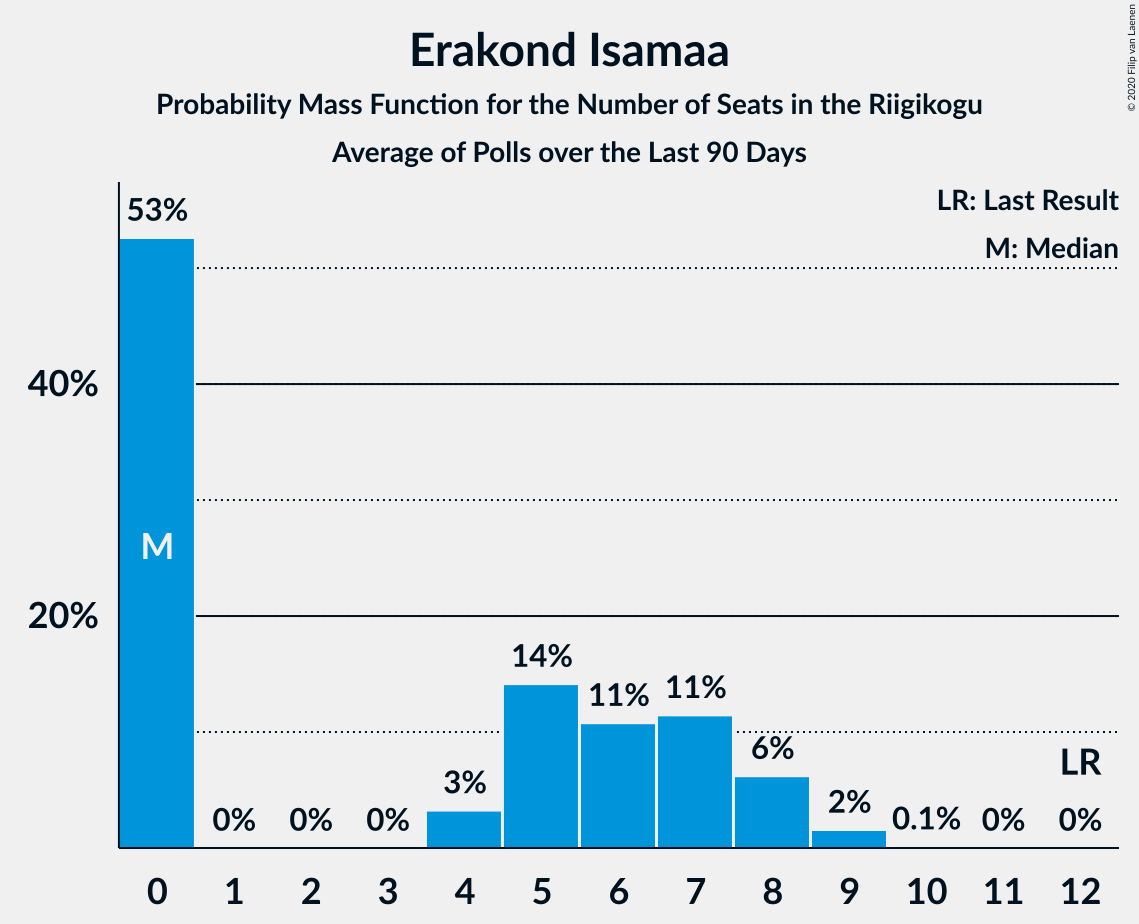 Erakond Isamaa
Probability Mass Function for the Number of Seats in the Riigikogu
Average of Polls over the Last 90 Days
© 2020 Filip van Laenen
LR: Last Result
M: Median
53%
40%
M
20%
14%
11%
11%
6%
LR
3%
2%
0%
0%
0%
0.1%
0%
0%
0 1 2 3 4 5 6 7 8 9 10 11 12